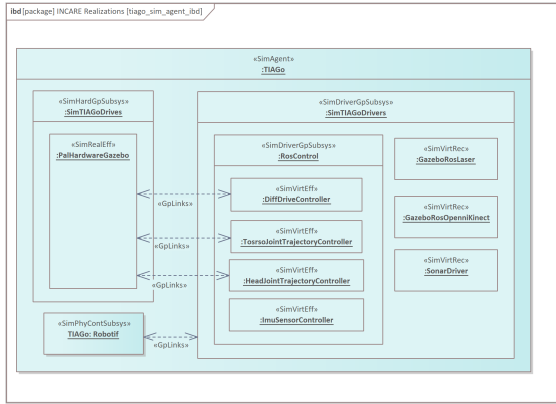 ibd [package] INCARE Realizations [tiago_sim_agent_ibd]
«SimAgent»
:TIAGo
«SimHardGpSubsys»
:SimTIAGoDrives
«SimRealEff»
:PalHardwareGazebo
«SimDriverGpSubsys»
:SimTIAGoDrivers
«SimDriverGpSubsys»
:RosControl
«SimVirtEff»
:DiffDriveController
«SimVirtEff»
:TosrsoJointTrajectoryController
«SimVirtEff»
:HeadJointTrajectoryController
«SimVirtEff»
:ImuSensorController
«SimVirtRec»
:GazeboRosLaser
«SimVirtRec»
:GazeboRosOpenniKinect
«SimVirtRec»
:SonarDriver
«GpLinks»
«GpLinks»
«GpLinks»
«SimPhyContSubsys»
TIAGo: Robotif
«GpLinks»